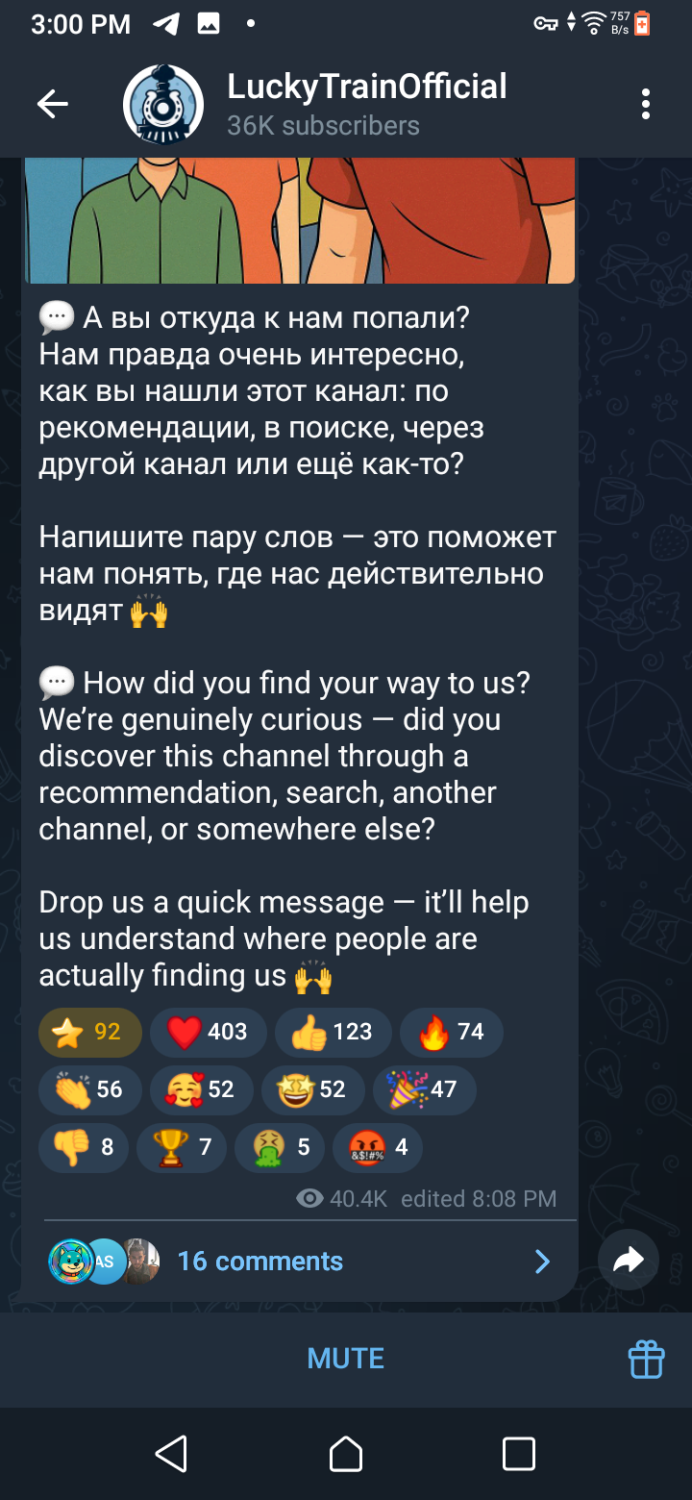 3:00 PM
757
B/s
LuckyTrainOfficial
36K subscribers
А вы откуда к нам попали?
Нам правда очень интересно,
как вы нашли этот канал: по
рекомендации, в поиске, через
другой канал или ещё как-то?
Напишите пару слов — это поможет
нам понять, где нас действительно
видят 🙌
💬 How did you find your way to us?
We’re genuinely curious — did you
discover this channel through a
recommendation, search, another
channel, or somewhere else?
Drop us a quick message — it’ll help
us understand where people are
actually finding us 🙌
⭐ 92 ❤️ 403 👍 123 🔥 74
👏 56 🥰 52 🤩 52 🎉 47
👎 8 🏆 7 🤮 5 🤬 4
40.4K edited 8:08 PM
AS 16 comments
MUTE